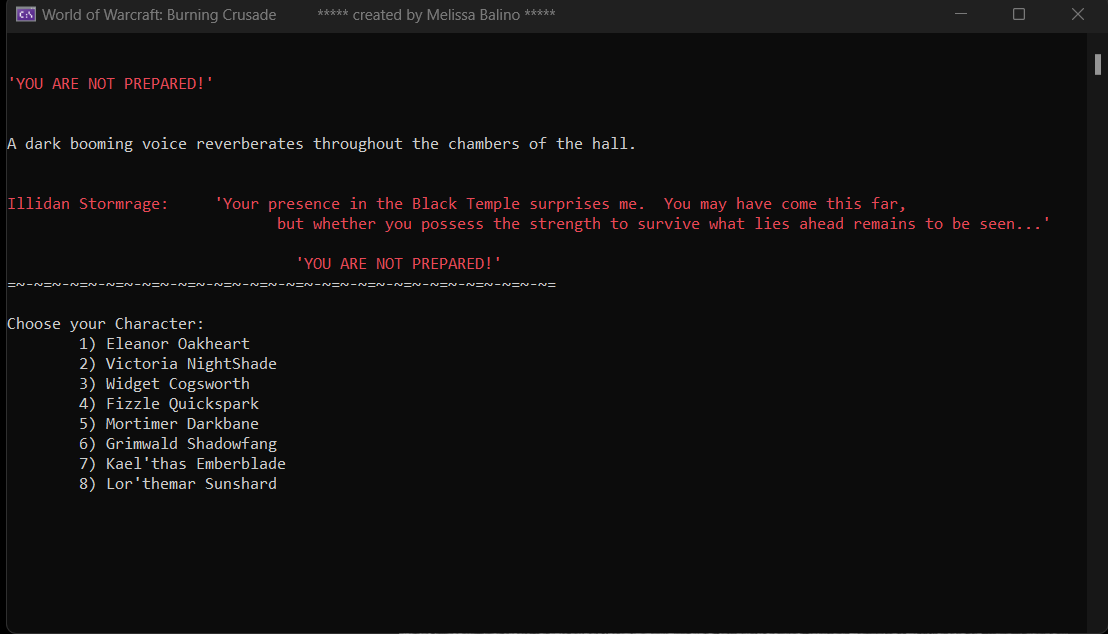 World of Warcraft: Burning Crusade ***** created by Melissa Balino *****
'YOU ARE NOT PREPARED!'
A dark booming voice reverberates throughout the chambers of the hall.
Illidan Stormrage: 'Your presence in the Black Temple surprises me. You may have come this far,
but whether you possess the strength to survive what lies ahead remains to be seen...'
'YOU ARE NOT PREPARED!'
=~-~=~-~=~-~=~-~=~-~=~-~=~-~=~-~=~-~=~-~=~-~=~-~=~-~=~-~=~-~=
Choose your Character:
1) Eleanor Oakheart
2) Victoria NightShade
3) Widget Cogsworth
4) Fizzle Quickspark
5) Mortimer Darkbane
6) Grimwald Shadowfang
7) Kael'thas Emberblade
8) Lor'themar Sunshard